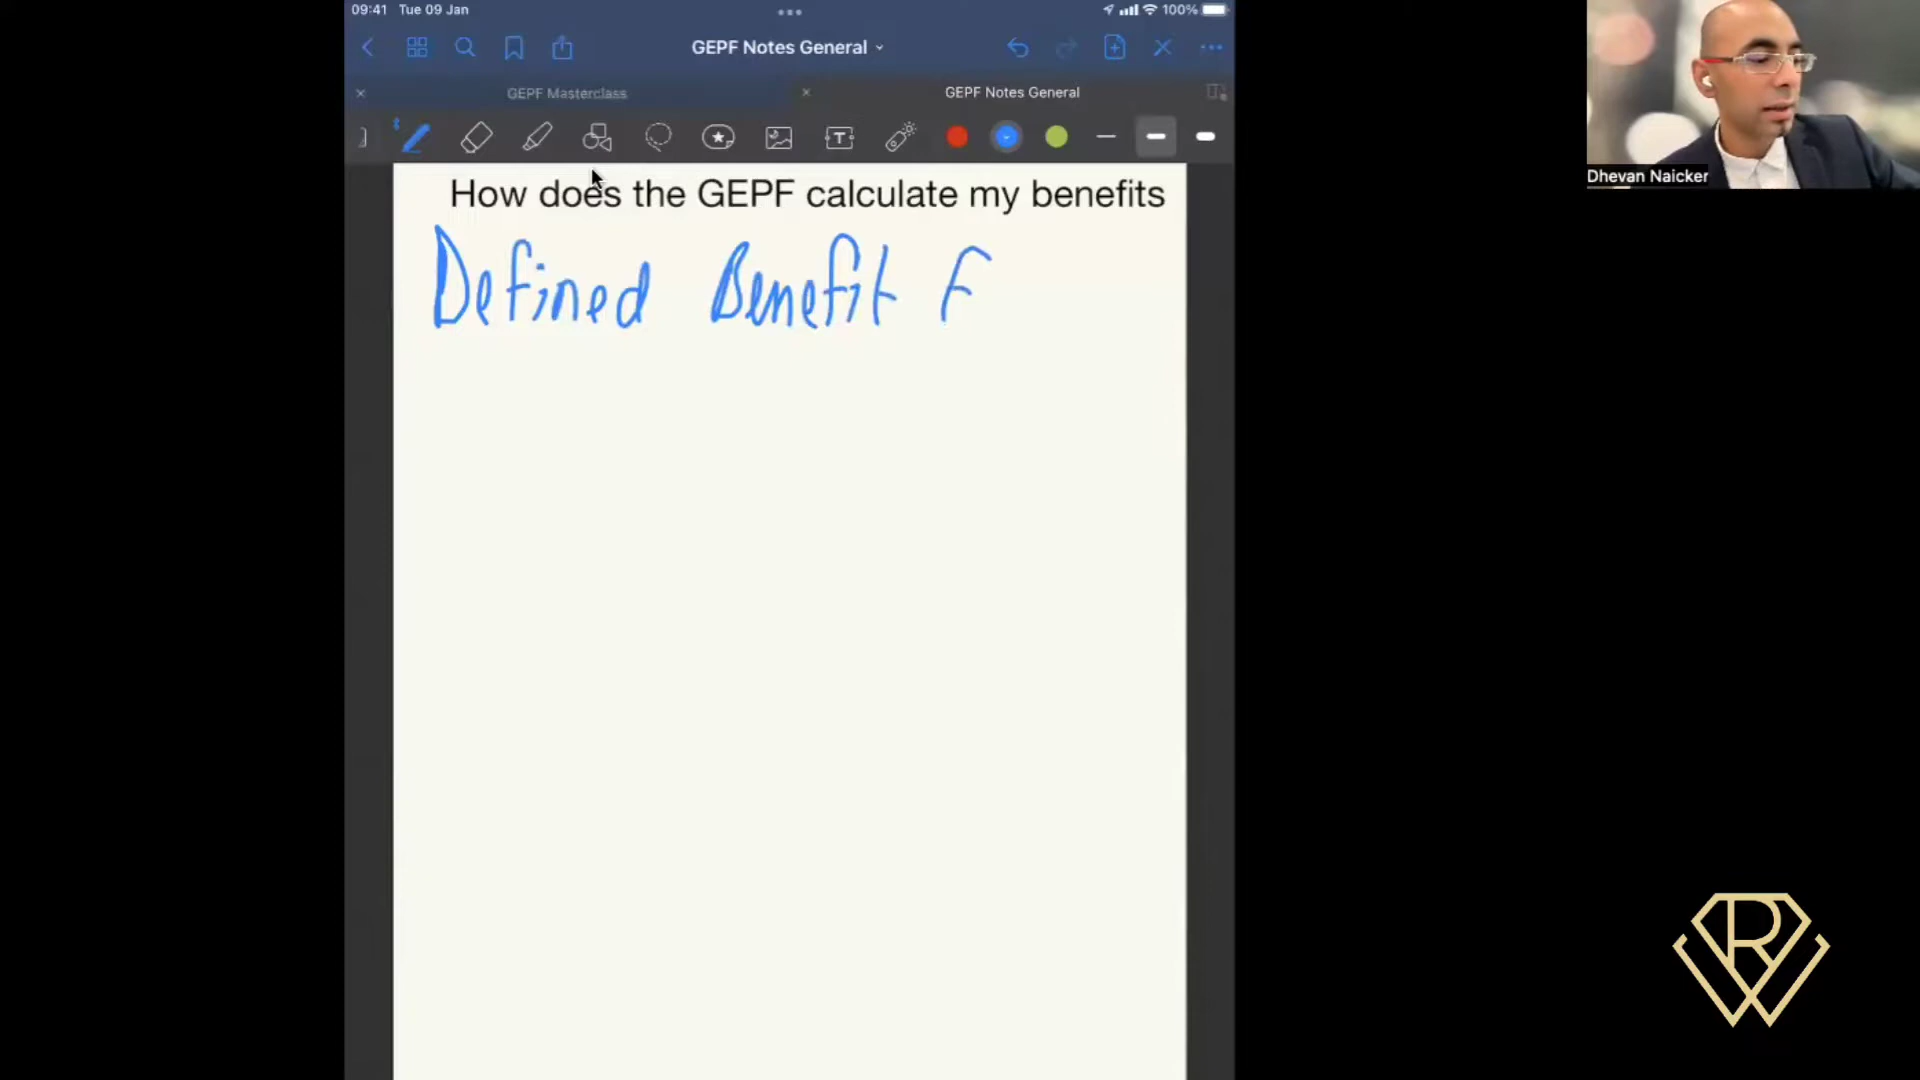 09:41 Tue 09 Jan
100%
GEPF Notes General
GEPF Masterclass
GEPF Notes General
T
How does the GEPF calculate my benefits
Defined Benefit F
Dhevan Naicker
RW